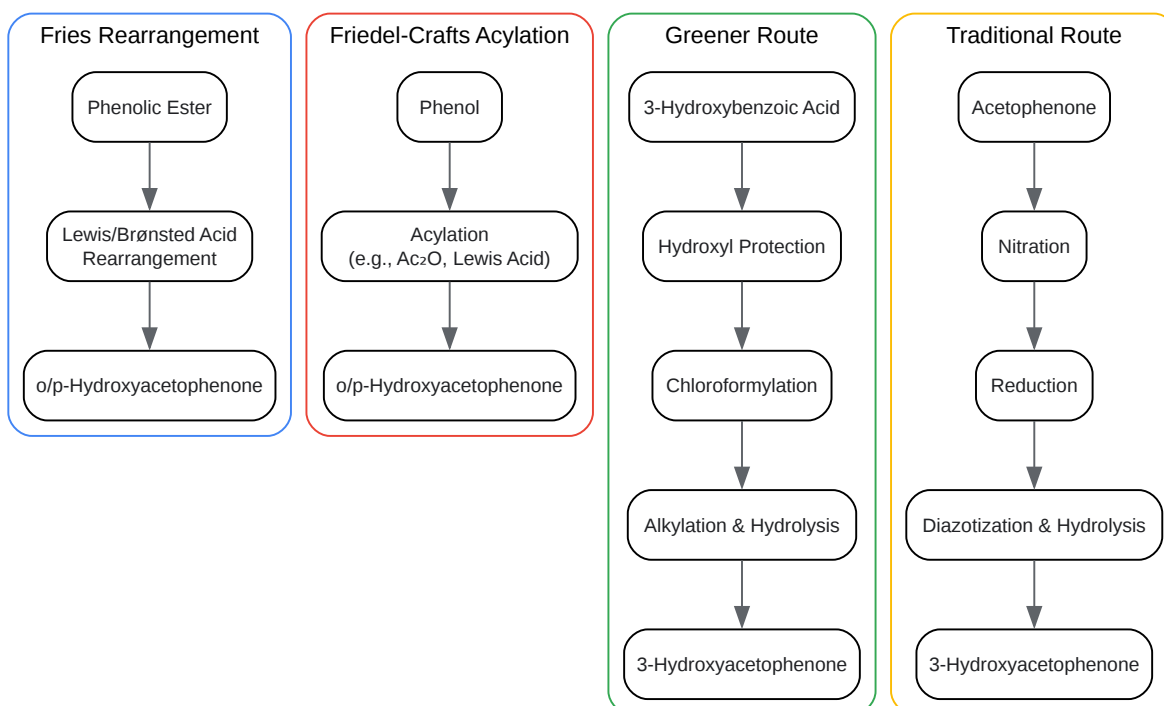 Fries Rearrangement
Phenolic Ester
Lewis/Brønsted Acid
Rearrangement
o/p-Hydroxyacetophenone
Friedel-Crafts Acylation
Phenol
Acylation
(e.g., Ac₂O, Lewis Acid)
o/p-Hydroxyacetophenone
Greener Route
3-Hydroxybenzoic Acid
Hydroxyl Protection
Chloroformylation
Alkylation & Hydrolysis
3-Hydroxyacetophenone
Traditional Route
Acetophenone
Nitration
Reduction
Diazotization & Hydrolysis
3-Hydroxyacetophenone